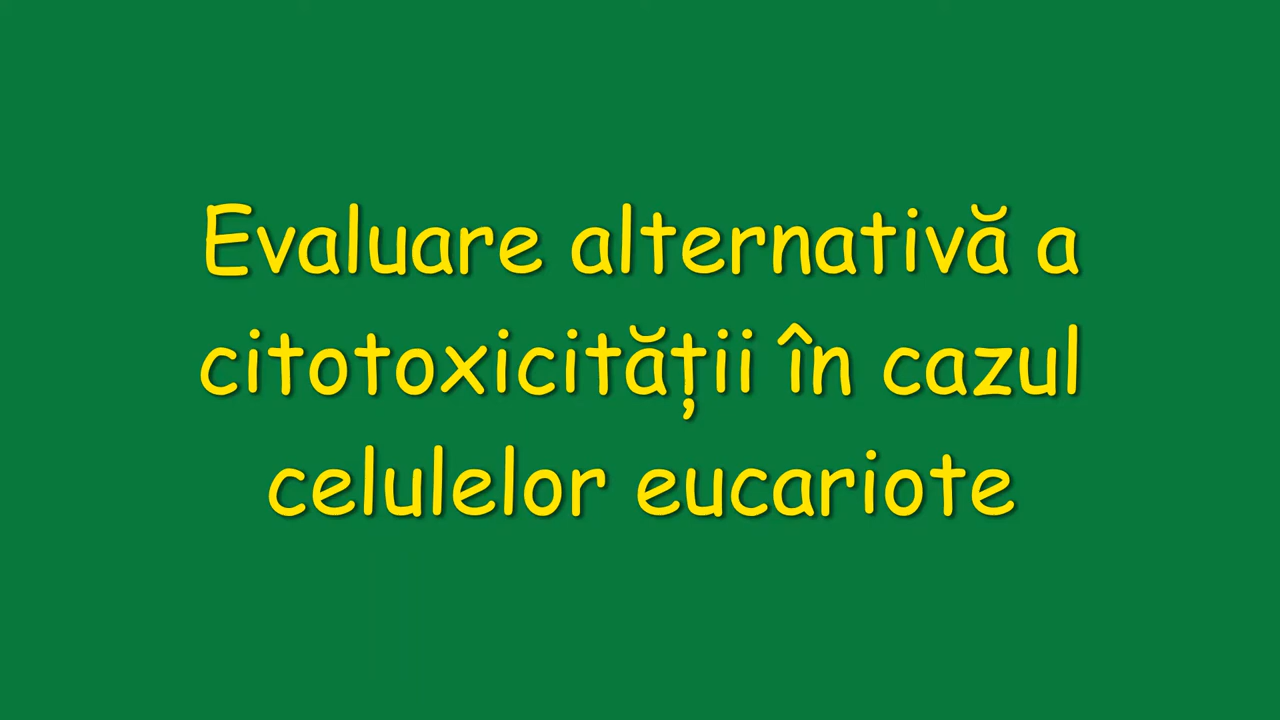 Evaluare alternativă a
citotoxicității în cazul
celulelor eucariote